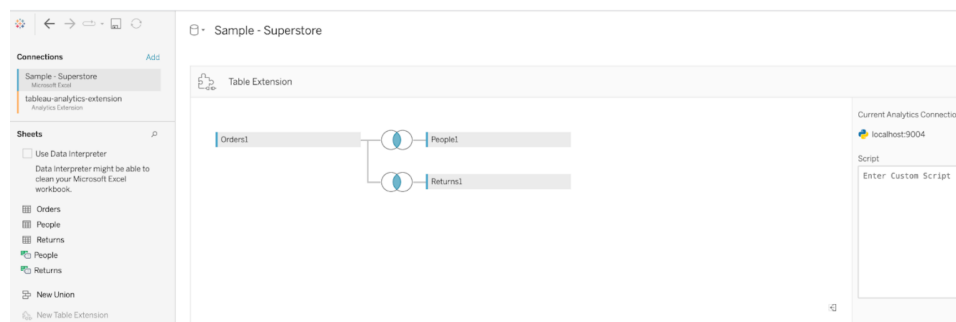 Sample - Superstore
Connections
Add
Sample - Superstore
Microsoft Excel
tableau-analytics-extension
Analytics Extension
Sheets
Use Data Interpreter
Data Interpreter might be able to
clean your Microsoft Excel
workbook.
Orders
People
Returns
People
Returns
New Union
New Table Extension
Table Extension
Orders1
People1
Returns1
Current Analytics Connectio
localhost:9004
Script
Enter Custom Script